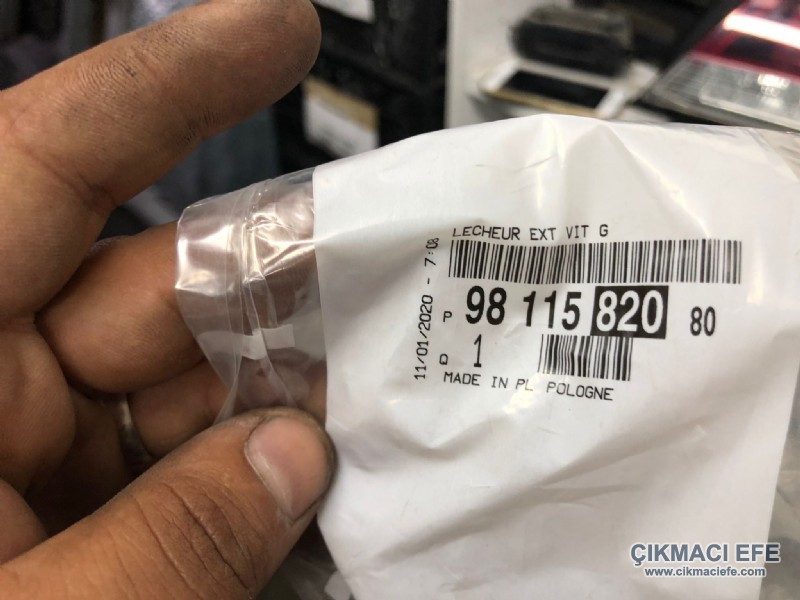 LECHEUR EXT VIT G
11/01/2020 - 7:08
P 98 115 820 80
Q 1
MADE IN PL POLOGNE
ÇIKMACI EFE
www.cikmaciefe.com